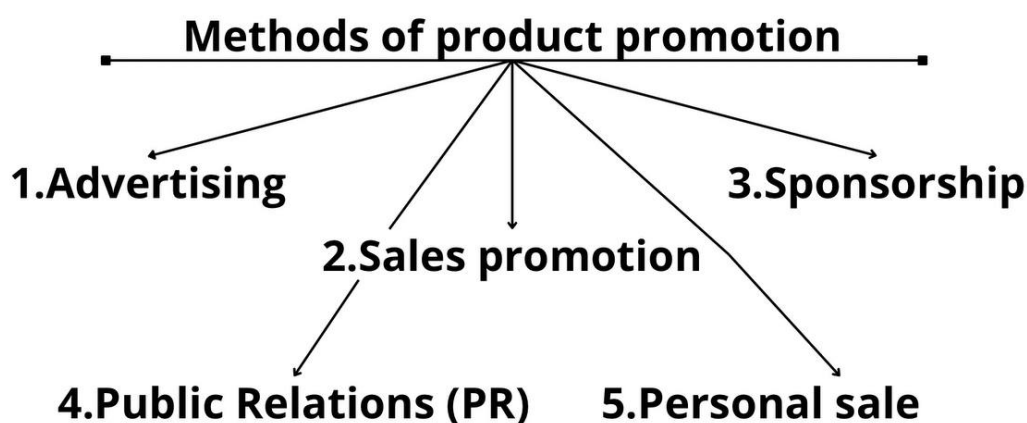 Methods of product promotion
1.Advertising
3.Sponsorship
2.Sales promotion
4.Public Relations (PR)
5.Personal sale